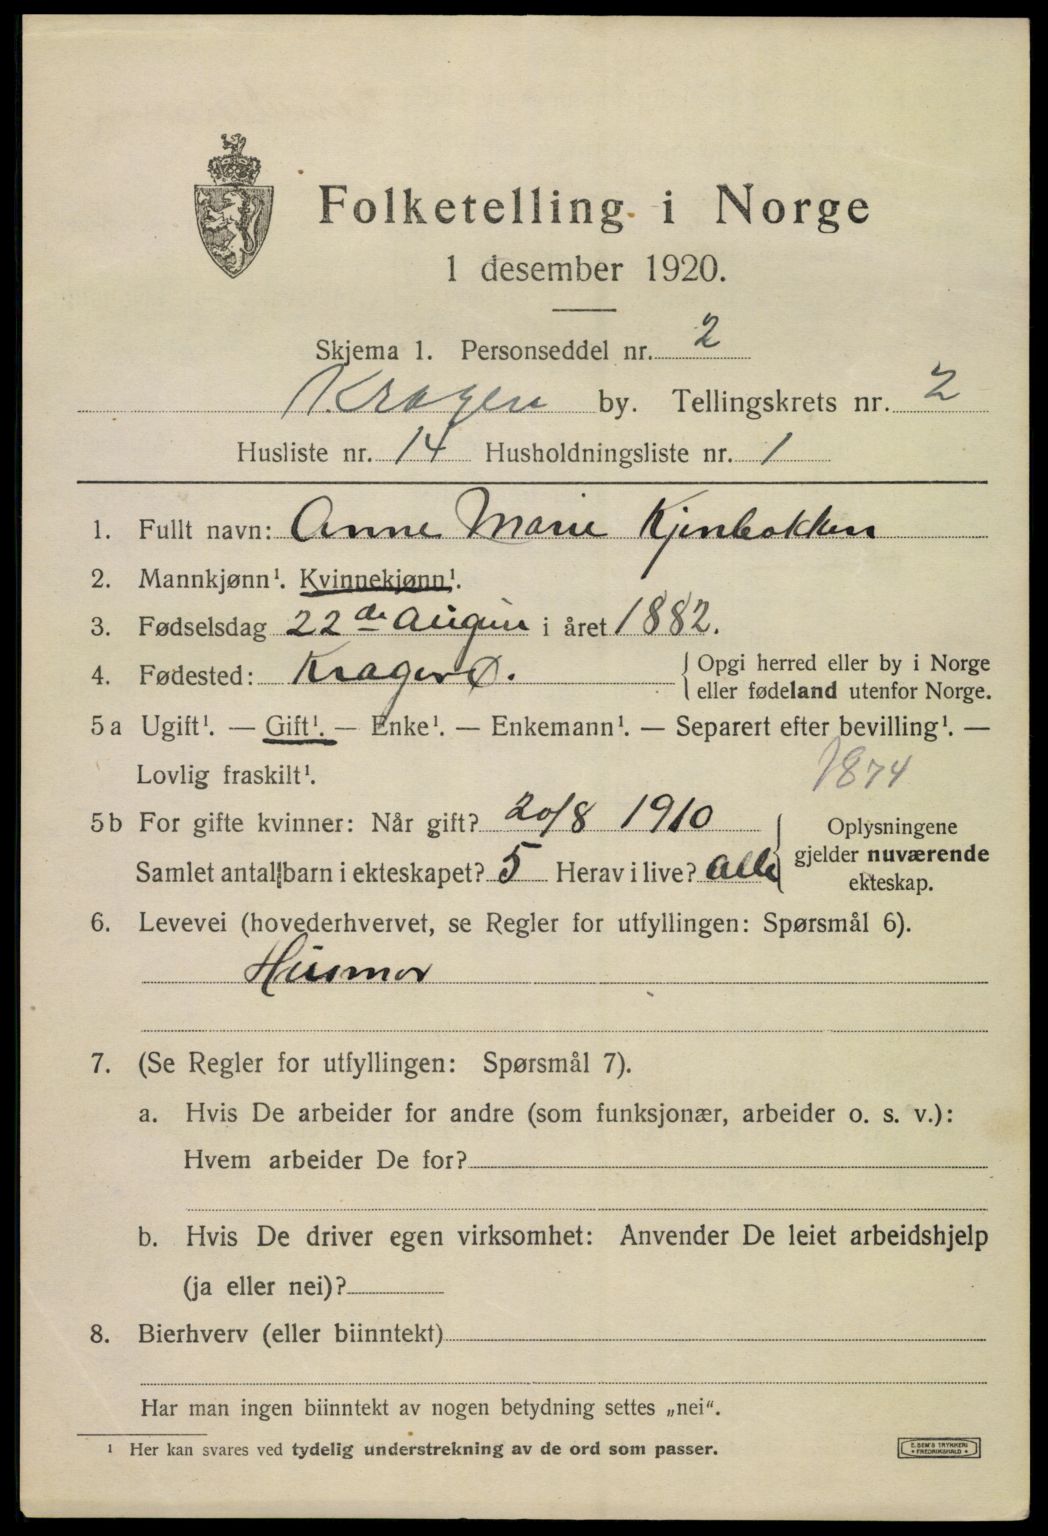 Folketelling i Norge
1 desember 1920.
Skjema 1. Personseddel nr. 2
Kragerø by. Tellingskrets nr. 2
Husliste nr. 14 Husholdningsliste nr. 1
1. Fullt navn: Anne Marie Kjenbakken
2. Mannkjønn¹. Kvinnekjønn¹.
3. Fødselsdag 22de August i året 1882.
4. Fødested: Kragerø. Opgi herred eller by i Norge
eller fødeland utenfor Norge.
5a Ugift¹. — Gift¹. — Enke¹. — Enkemann¹. — Separert efter bevilling¹. —
Lovlig fraskilt¹. 1874
5b For gifte kvinner: Når gift? 20/8 1910 Oplysningene
Samlet antal barn i ekteskapet? 5 Herav i live? alle gjelder nuværende
ekteskap.
6. Levevei (hovederhvervet, se Regler for utfyllingen: Spørsmål 6).
Husmor
7. (Se Regler for utfyllingen: Spørsmål 7).
a. Hvis De arbeider for andre (som funksjonær, arbeider o. s. v.):
Hvem arbeider De for?
b. Hvis De driver egen virksomhet: Anvender De leiet arbeidshjelp
(ja eller nei)?
8. Bierhverv (eller biinntekt)
Har man ingen biinntekt av nogen betydning settes „nei“.
¹ Her kan svares ved tydelig understrekning av de ord som passer.
E. SEM'S TRYKKERI
• FREDRIKSHALD •